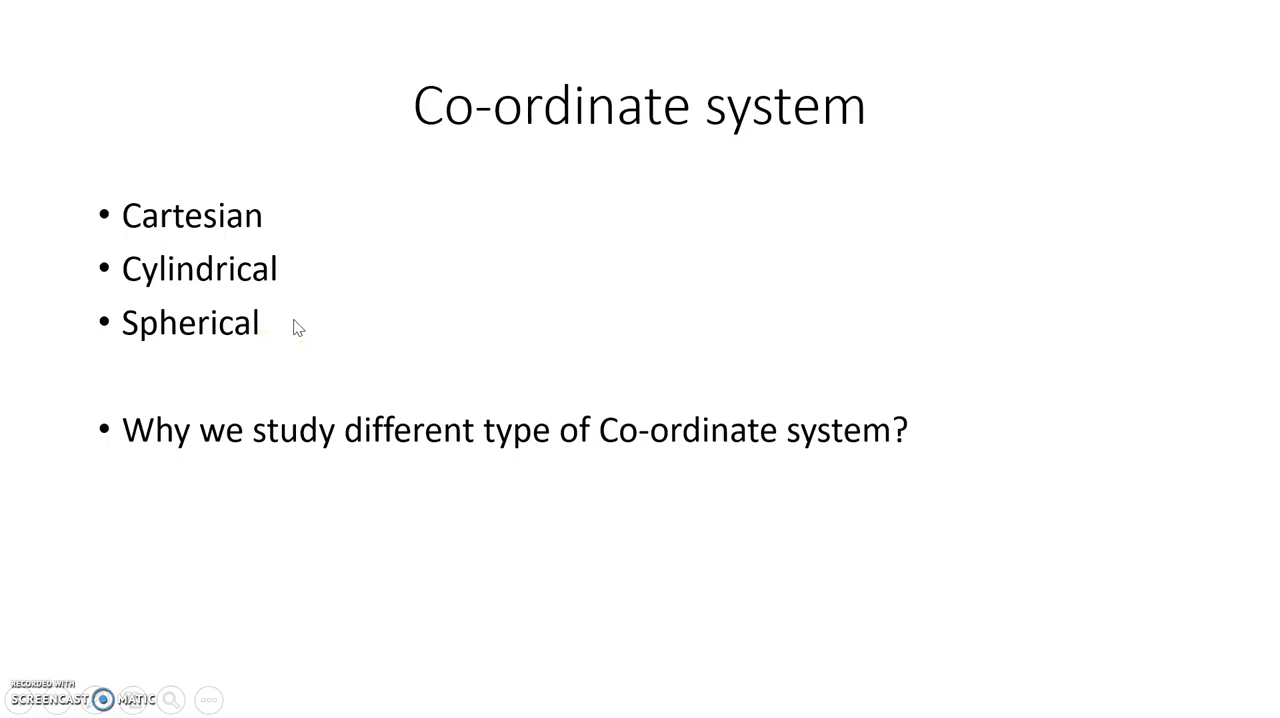 Co-ordinate system
• Cartesian
• Cylindrical
• Spherical
• Why we study different type of Co-ordinate system?
RECORDED WITH
SCREENCAST MATIC